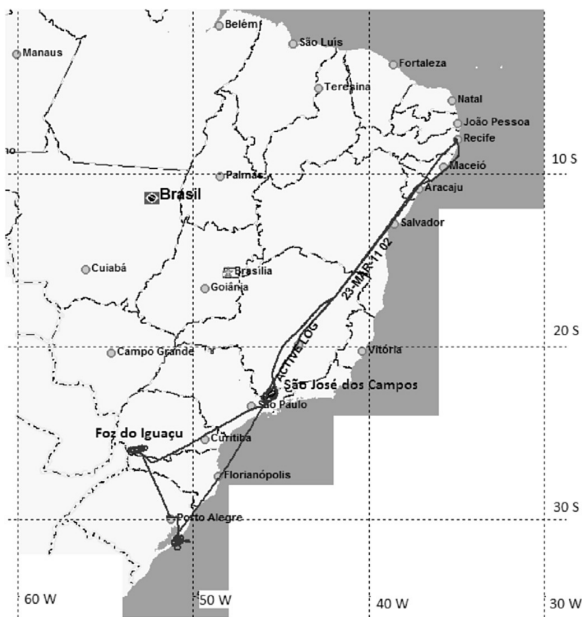 Belém
São Luís
Manaus
Fortaleza
Teresina
Natal
João Pessoa
Recife
10 S
Maceió
Palmas
Aracaju
Brasil
Salvador
Cuiabá
Brasília
Goiânia
23-MAR-11 02
20 S
ACTIVE LOG
Campo Grande
Vitória
São José dos Campos
São Paulo
Foz do Iguaçu
Curitiba
Florianópolis
30 S
Porto Alegre
60 W
50 W
40 W
30 W